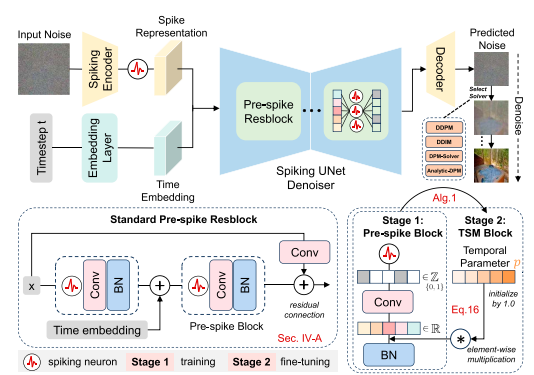 Input Noise
Spiking
Encoder
Spike
Representation
Timestep t
Embedding
Layer
Time
Embedding
Pre-spike
Resblock
Spiking UNet
Denoiser
Decoder
Predicted
Noise
Select
Solver
Denoise
DDPM
DDIM
DPM-Solver
Analytic-DPM
Standard Pre-spike Resblock
x
Conv
BN
Conv
BN
Conv
residual
connection
Time embedding
Pre-spike Block
Sec. IV-A
spiking neuron
Stage 1
training
Stage 2
fine-tuning
Alg.1
Stage 1:
Pre-spike Block
∈ ℤ
{0,1}
Conv
∈ ℝ
BN
Stage 2:
TSM Block
Temporal
Parameter p
initialize
by 1.0
Eq.16
element-wise
multiplication